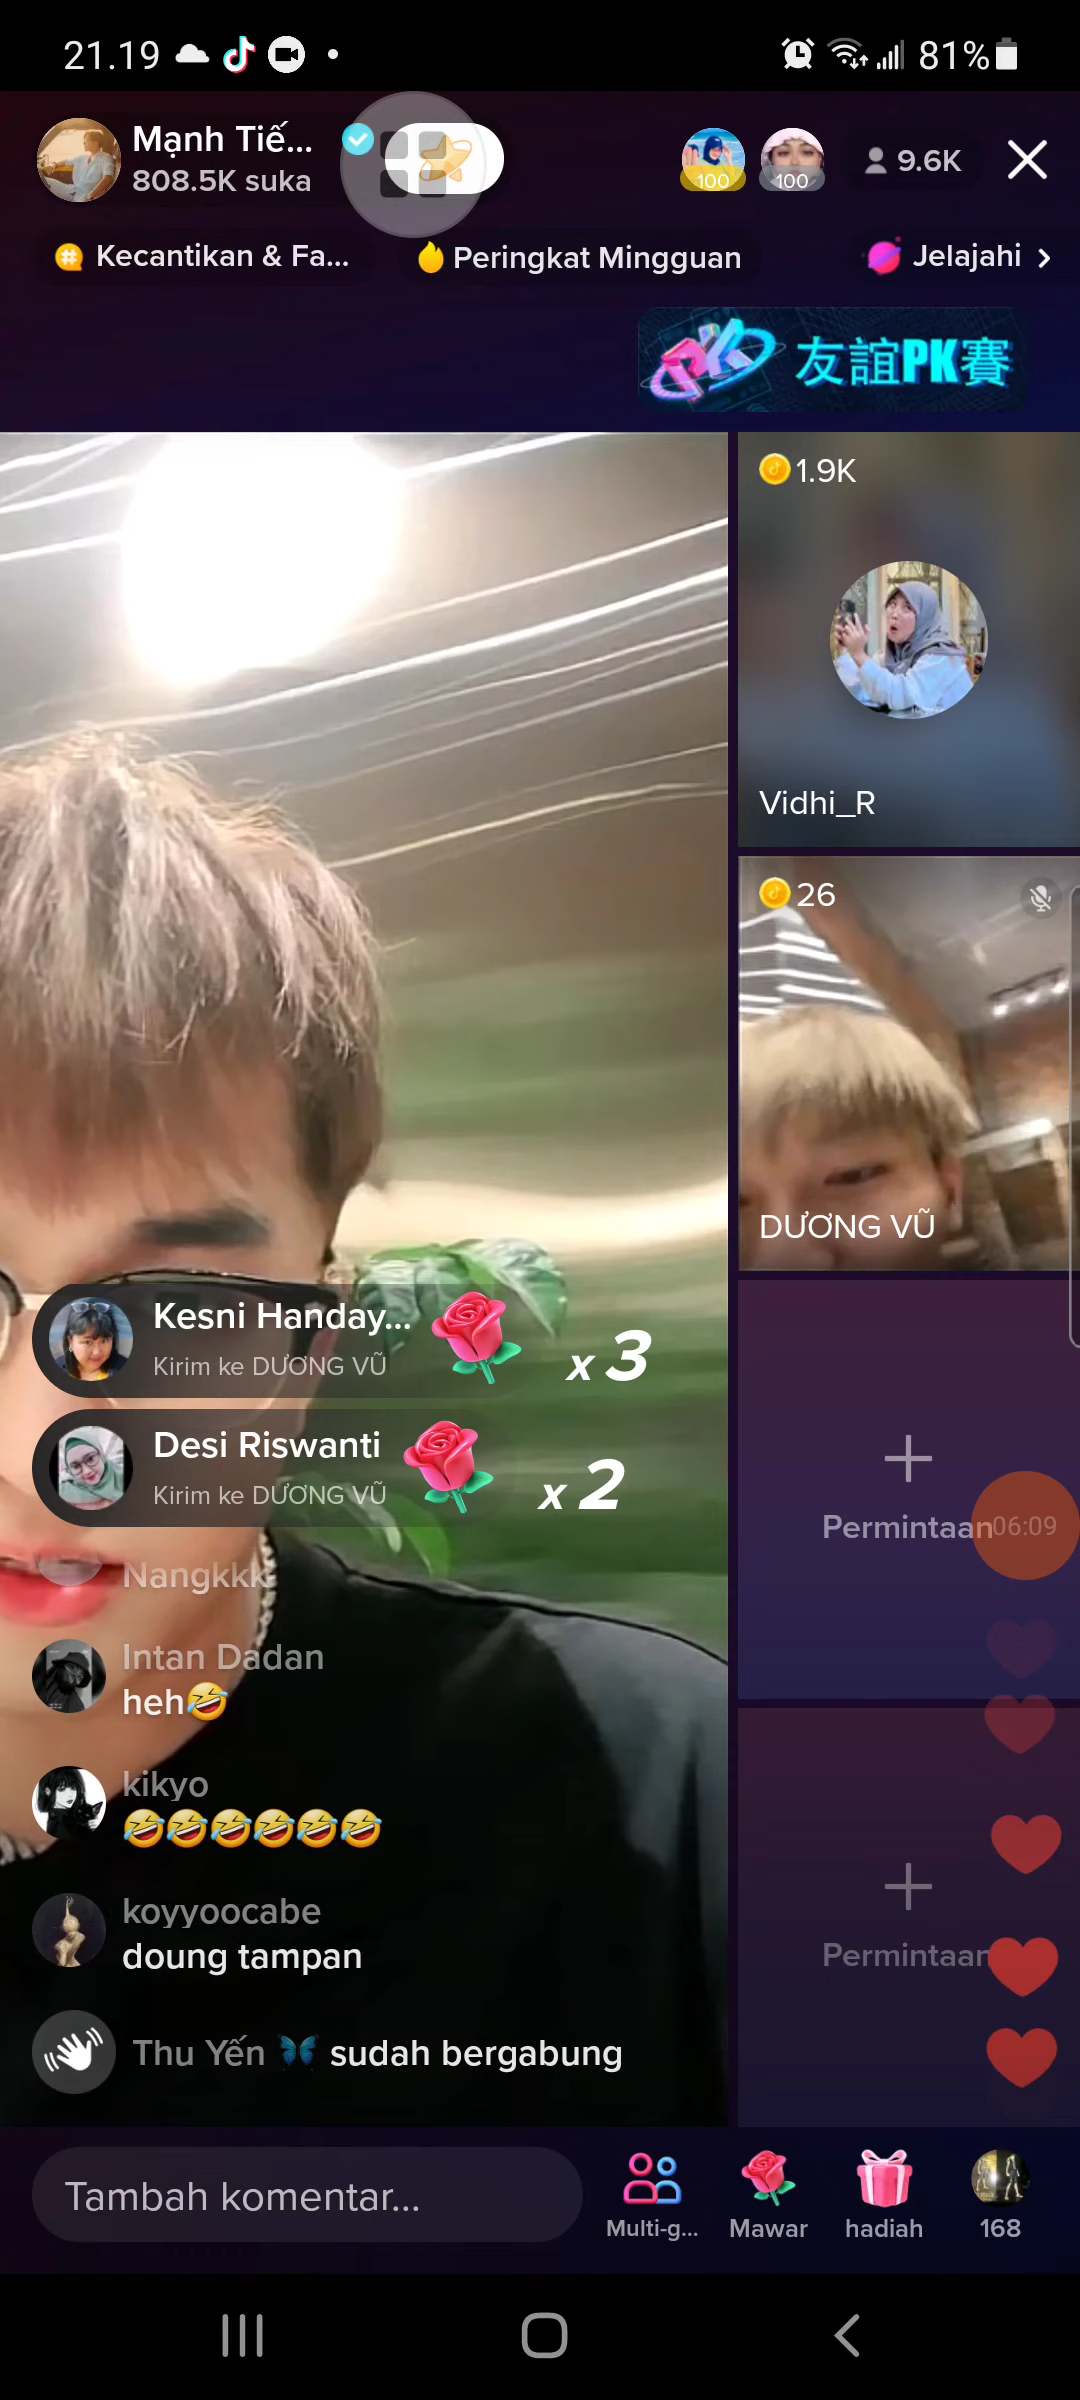 21.19
81%
Mạnh Tiế...
808.5K suka
100
100
9.6K
Kecantikan & Fa...
Peringkat Mingguan
Jelajahi
PK 友誼PK賽
1.9K
Vidhi_R
26
DƯƠNG VŨ
Kesni Handay...
Kirim ke DƯƠNG VŨ
x 3
Desi Riswanti
Kirim ke DƯƠNG VŨ
x 2
Permintaan
06:09
Nangkkk
Intan Dadan
heh🤣
kikyo
🤣🤣🤣🤣🤣🤣
koyyoocabe
doung tampan
Permintaan
Thu Yến 🦋 sudah bergabung
Tambah komentar...
Multi-g...
Mawar
hadiah
168